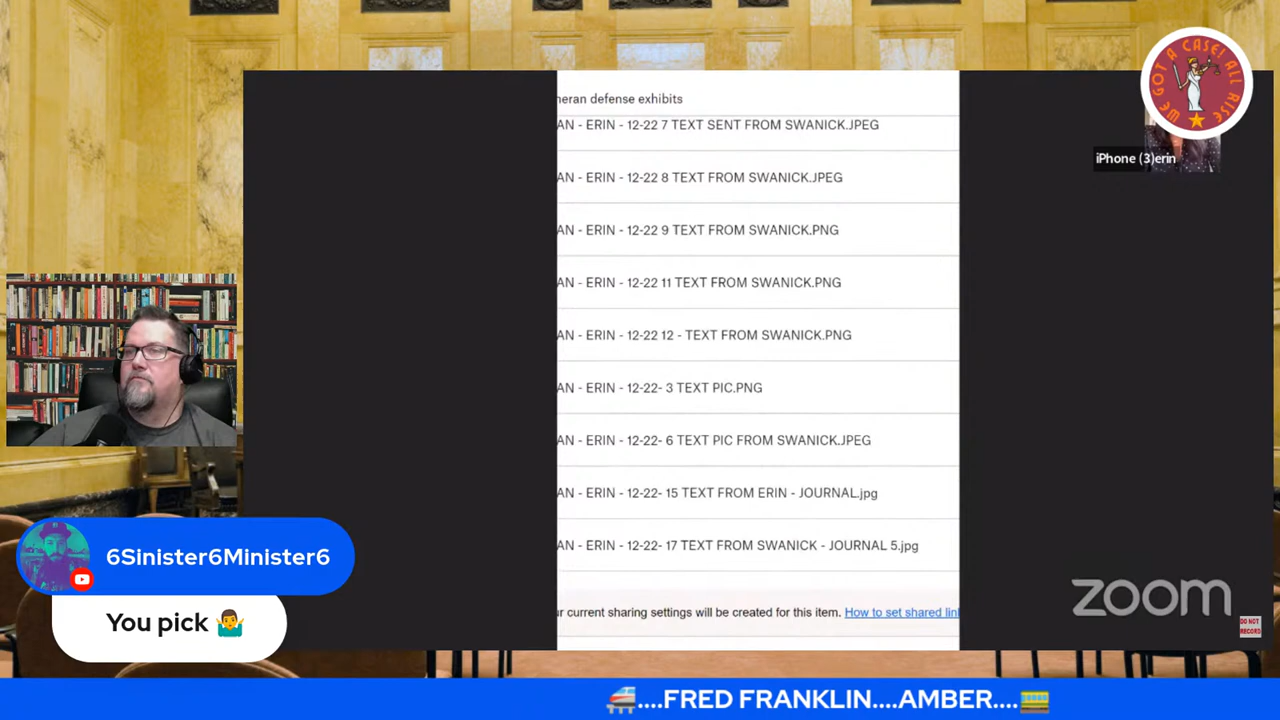 WE GOT A CASE! ALL RISE
neran defense exhibits
AN - ERIN - 12-22 7 TEXT SENT FROM SWANICK.JPEG
iPhone (3)erin
AN - ERIN - 12-22 8 TEXT FROM SWANICK.JPEG
AN - ERIN - 12-22 9 TEXT FROM SWANICK.PNG
AN - ERIN - 12-22 11 TEXT FROM SWANICK.PNG
AN - ERIN - 12-22 12 - TEXT FROM SWANICK.PNG
AN - ERIN - 12-22- 3 TEXT PIC.PNG
AN - ERIN - 12-22- 6 TEXT PIC FROM SWANICK.JPEG
AN - ERIN - 12-22- 15 TEXT FROM ERIN - JOURNAL.jpg
AN - ERIN - 12-22- 17 TEXT FROM SWANICK - JOURNAL 5.jpg
r current sharing settings will be created for this item. How to set shared lin
6Sinister6Minister6
You pick 🤷‍♂️
zoom
DO NOT
RECORD
🚈....FRED FRANKLIN....AMBER....🚃